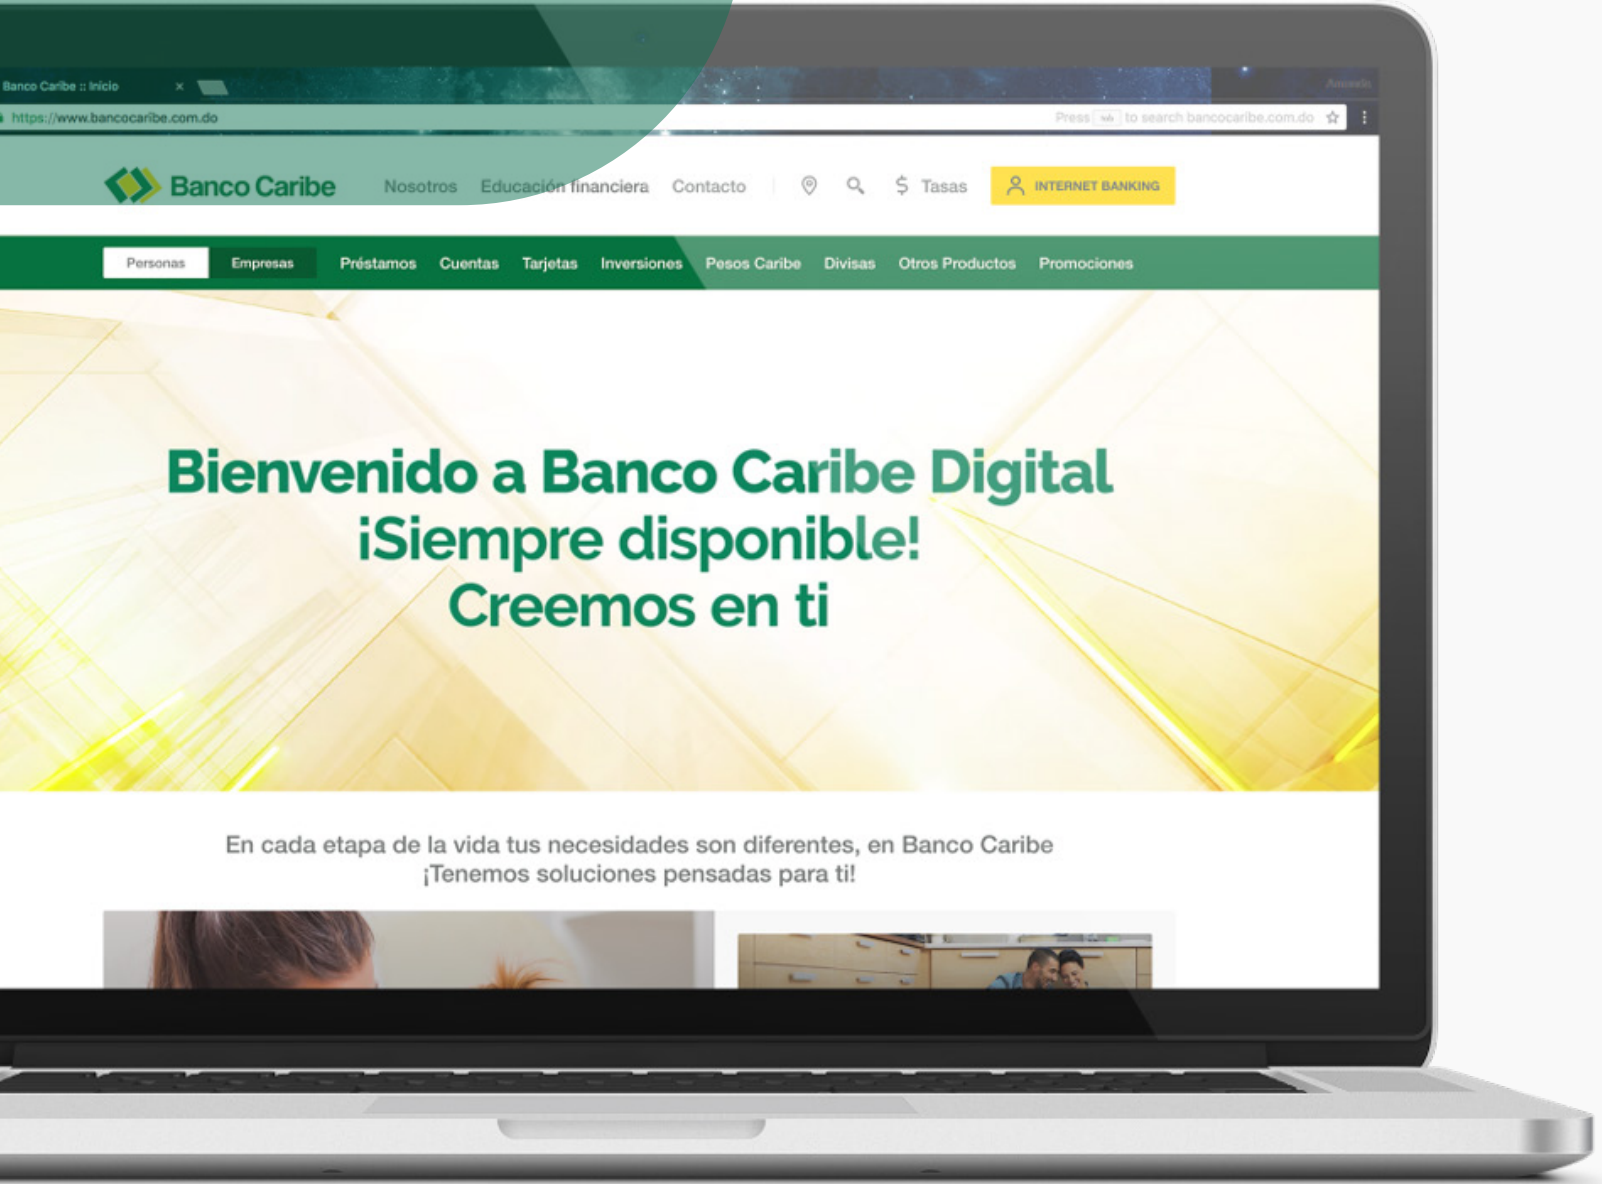 Banco Caribe :: Inicio
https://www.bancocaribe.com.do
Press tab to search bancocaribe.com.do
Banco Caribe
Nosotros Educación financiera Contacto $ Tasas INTERNET BANKING
Personas Empresas Préstamos Cuentas Tarjetas Inversiones Pesos Caribe Divisas Otros Productos Promociones
Bienvenido a Banco Caribe Digital
¡Siempre disponible!
Creemos en ti
En cada etapa de la vida tus necesidades son diferentes, en Banco Caribe
¡Tenemos soluciones pensadas para ti!